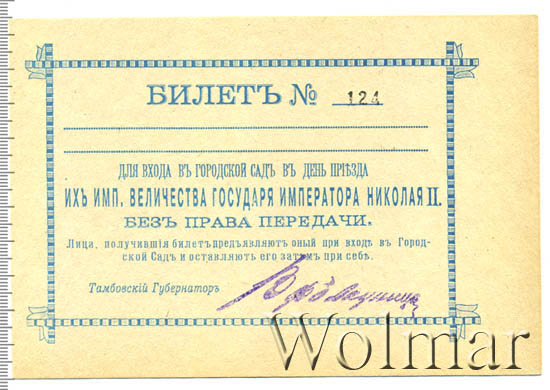 БИЛЕТЪ № 124
ДЛЯ ВХОДА ВЪ ГОРОДСКОЙ САДЪ ВЪ ДЕНЬ ПРІѢЗДА
ИХЪ ИМП. ВЕЛИЧЕСТВА ГОСУДАРЯ ИМПЕРАТОРА НИКОЛАЯ II.
БЕЗЪ ПРАВА ПЕРЕДАЧИ.
Лица, получившія билетъ предъявляютъ оный при входѣ въ Город-
ской Садъ и оставляютъ его затѣмъ при себѣ.
Тамбовскій Губернаторъ
Wolmar